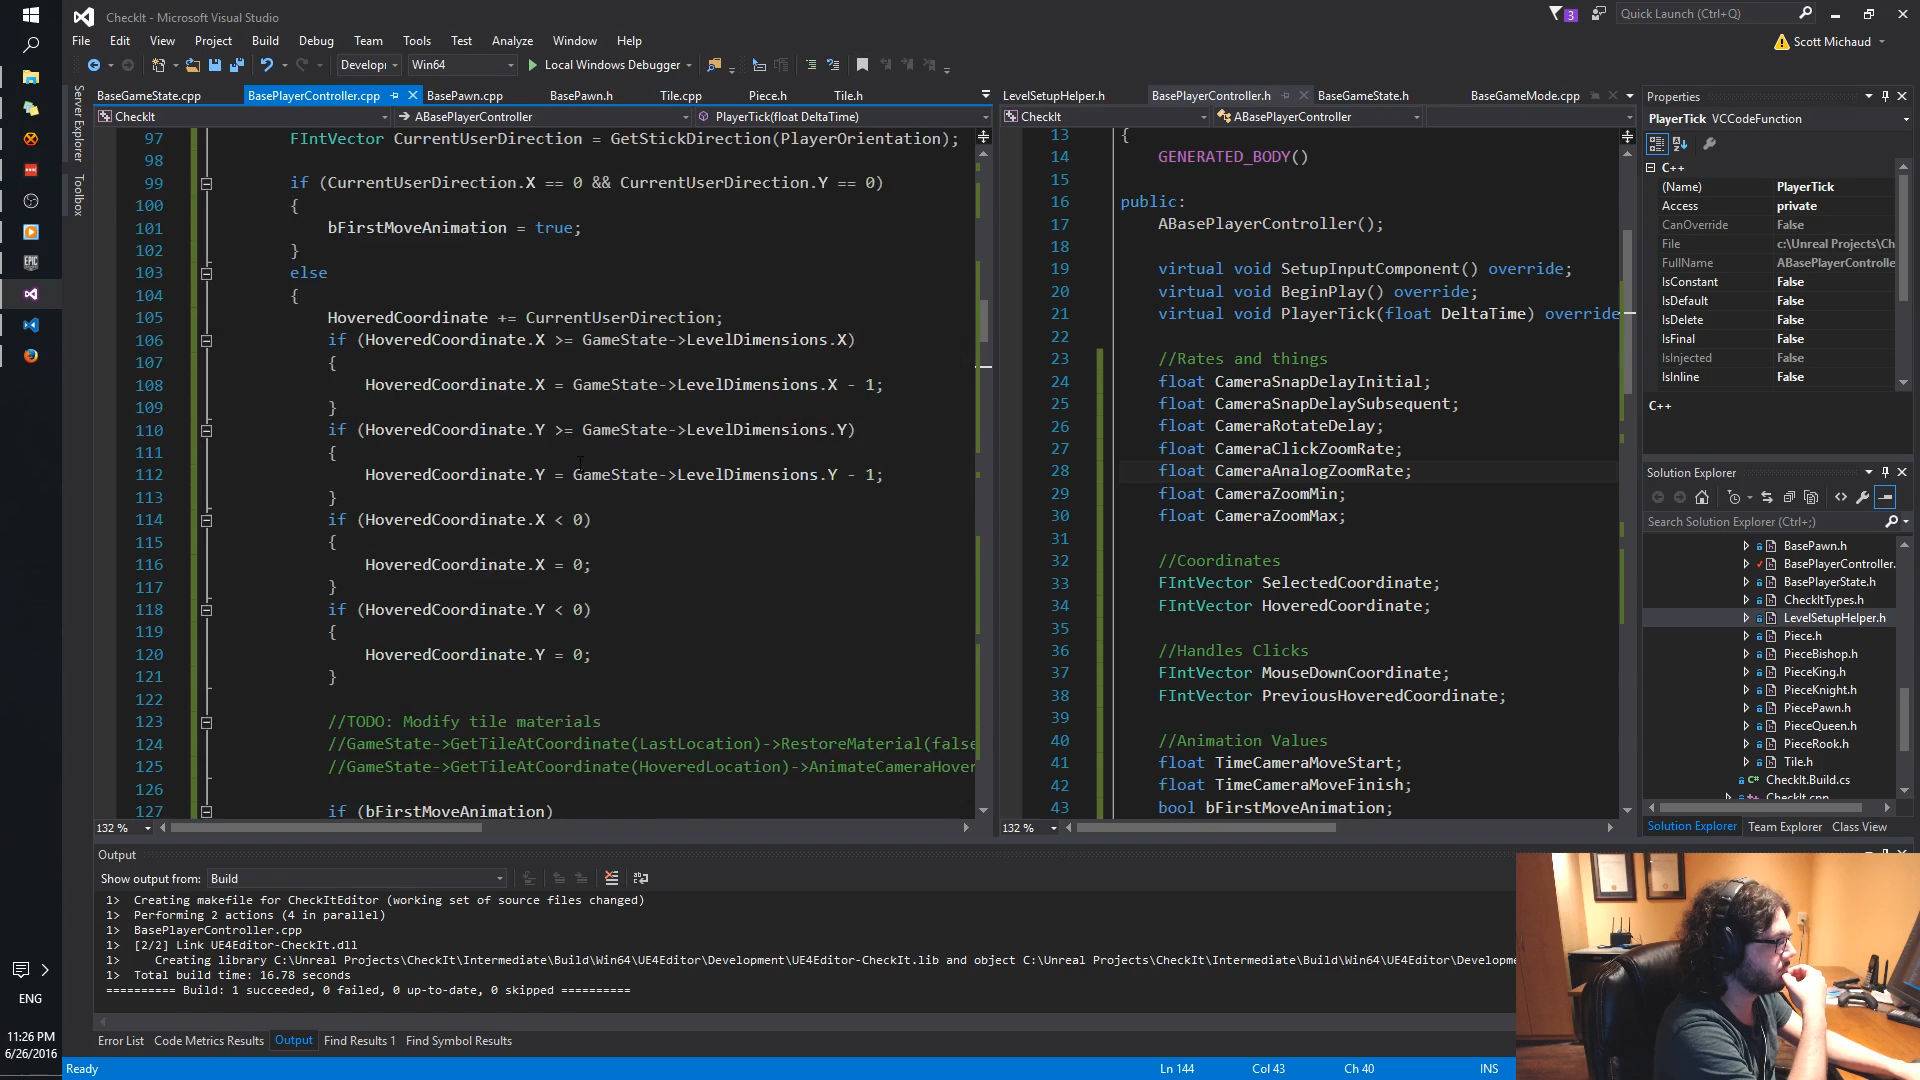 CheckIt - Microsoft Visual Studio
3
Quick Launch (Ctrl+Q)
File Edit View Project Build Debug Team Tools Test Analyze Window Help
Scott Michaud
Developi Win64 Local Windows Debugger
Server Explorer
Toolbox
BaseGameState.cpp BasePlayerController.cpp BasePawn.cpp BasePawn.h Tile.cpp Piece.h Tile.h
CheckIt ABasePlayerController PlayerTick(float DeltaTime)
97 FIntVector CurrentUserDirection = GetStickDirection(PlayerOrientation);
98
99 if (CurrentUserDirection.X == 0 && CurrentUserDirection.Y == 0)
100 {
101 bFirstMoveAnimation = true;
102 }
103 else
104 {
105 HoveredCoordinate += CurrentUserDirection;
106 if (HoveredCoordinate.X >= GameState->LevelDimensions.X)
107 {
108 HoveredCoordinate.X = GameState->LevelDimensions.X - 1;
109 }
110 if (HoveredCoordinate.Y >= GameState->LevelDimensions.Y)
111 {
112 HoveredCoordinate.Y = GameState->LevelDimensions.Y - 1;
113 }
114 if (HoveredCoordinate.X < 0)
115 {
116 HoveredCoordinate.X = 0;
117 }
118 if (HoveredCoordinate.Y < 0)
119 {
120 HoveredCoordinate.Y = 0;
121 }
122
123 //TODO: Modify tile materials
124 //GameState->GetTileAtCoordinate(LastLocation)->RestoreMaterial(false
125 //GameState->GetTileAtCoordinate(HoveredLocation)->AnimateCameraHover
126
127 if (bFirstMoveAnimation)
132 %
LevelSetupHelper.h BasePlayerController.h BaseGameState.h BaseGameMode.cpp
CheckIt ABasePlayerController
13 {
14 GENERATED_BODY()
15
16 public:
17 ABasePlayerController();
18
19 virtual void SetupInputComponent() override;
20 virtual void BeginPlay() override;
21 virtual void PlayerTick(float DeltaTime) override
22
23 //Rates and things
24 float CameraSnapDelayInitial;
25 float CameraSnapDelaySubsequent;
26 float CameraRotateDelay;
27 float CameraClickZoomRate;
28 float CameraAnalogZoomRate;
29 float CameraZoomMin;
30 float CameraZoomMax;
31
32 //Coordinates
33 FIntVector SelectedCoordinate;
34 FIntVector HoveredCoordinate;
35
36 //Handles Clicks
37 FIntVector MouseDownCoordinate;
38 FIntVector PreviousHoveredCoordinate;
39
40 //Animation Values
41 float TimeCameraMoveStart;
42 float TimeCameraMoveFinish;
43 bool bFirstMoveAnimation;
132 %
Properties
PlayerTick VCCodeFunction
C++
(Name) PlayerTick
Access private
CanOverride False
File c:\Unreal Projects\Ch
FullName ABasePlayerControlle
IsConstant False
IsDefault False
IsDelete False
IsFinal False
IsInjected False
IsInline False
C++
Solution Explorer
Search Solution Explorer (Ctrl+;)
BasePawn.h
BasePlayerController.
BasePlayerState.h
CheckItTypes.h
LevelSetupHelper.h
Piece.h
PieceBishop.h
PieceKing.h
PieceKnight.h
PiecePawn.h
PieceQueen.h
PieceRook.h
Tile.h
CheckIt.Build.cs
CheckIt.cpp
Solution Explorer Team Explorer Class View
Output
Show output from: Build
1> Creating makefile for CheckItEditor (working set of source files changed)
1> Performing 2 actions (4 in parallel)
1> BasePlayerController.cpp
1> [2/2] Link UE4Editor-CheckIt.dll
1> Creating library C:\Unreal Projects\CheckIt\Intermediate\Build\Win64\UE4Editor\Development\UE4Editor-CheckIt.lib and object C:\Unreal Projects\CheckIt\Intermediate\Build\Win64\UE4Editor\Developme
1> Total build time: 16.78 seconds
========== Build: 1 succeeded, 0 failed, 0 up-to-date, 0 skipped ==========
Error List Code Metrics Results Output Find Results 1 Find Symbol Results
Ready Ln 144 Col 43 Ch 40 INS
EPIC
ENG
11:26 PM
6/26/2016